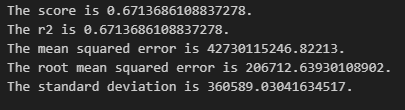 The score is 0.6713686108837278.
The r2 is 0.6713686108837278.
The mean squared error is 42730115246.82213.
The root mean squared error is 206712.63930108902.
The standard deviation is 360589.03041634517.